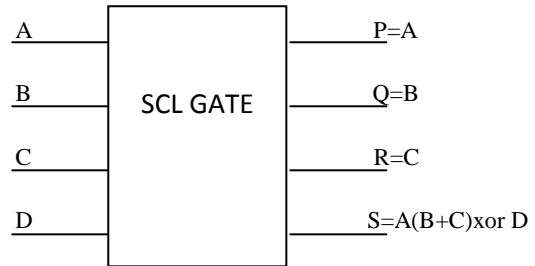 A P=A
B SCL GATE Q=B
C R=C
D S=A(B+C)xor D